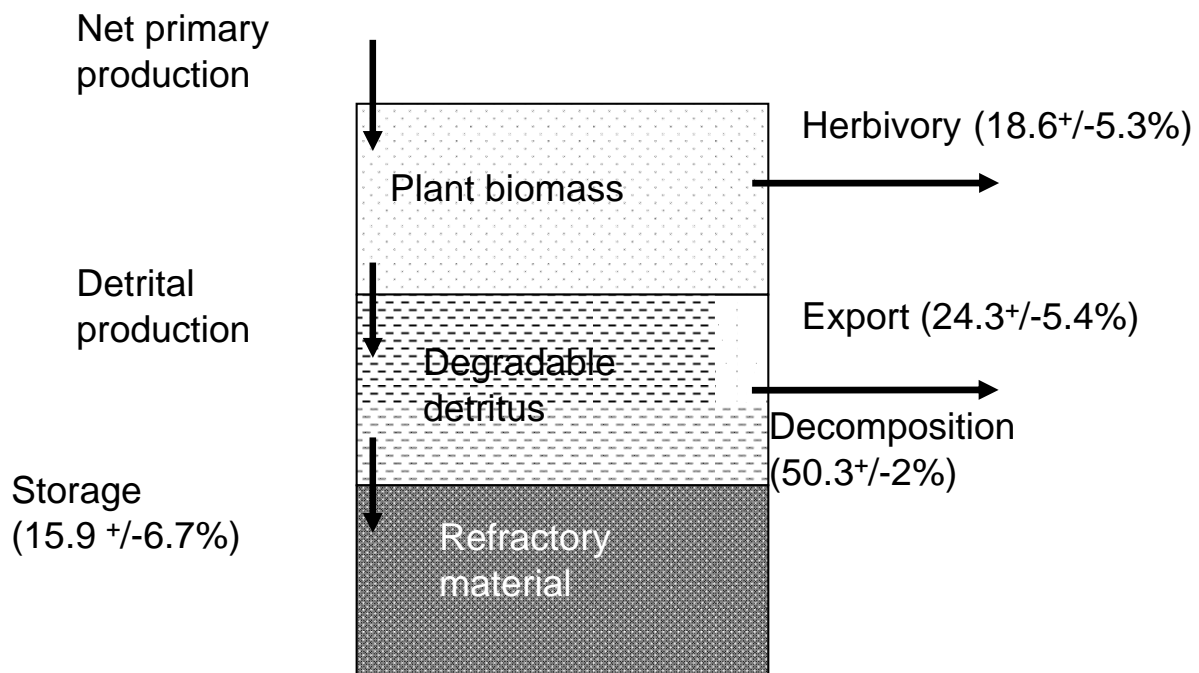 Net primary
production
Herbivory (18.6⁺/-5.3%)
Plant biomass
Detrital
production
Export (24.3⁺/-5.4%)
Degradable
detritus
Decomposition
(50.3⁺/-2%)
Storage
(15.9 ⁺/-6.7%)
Refractory
material